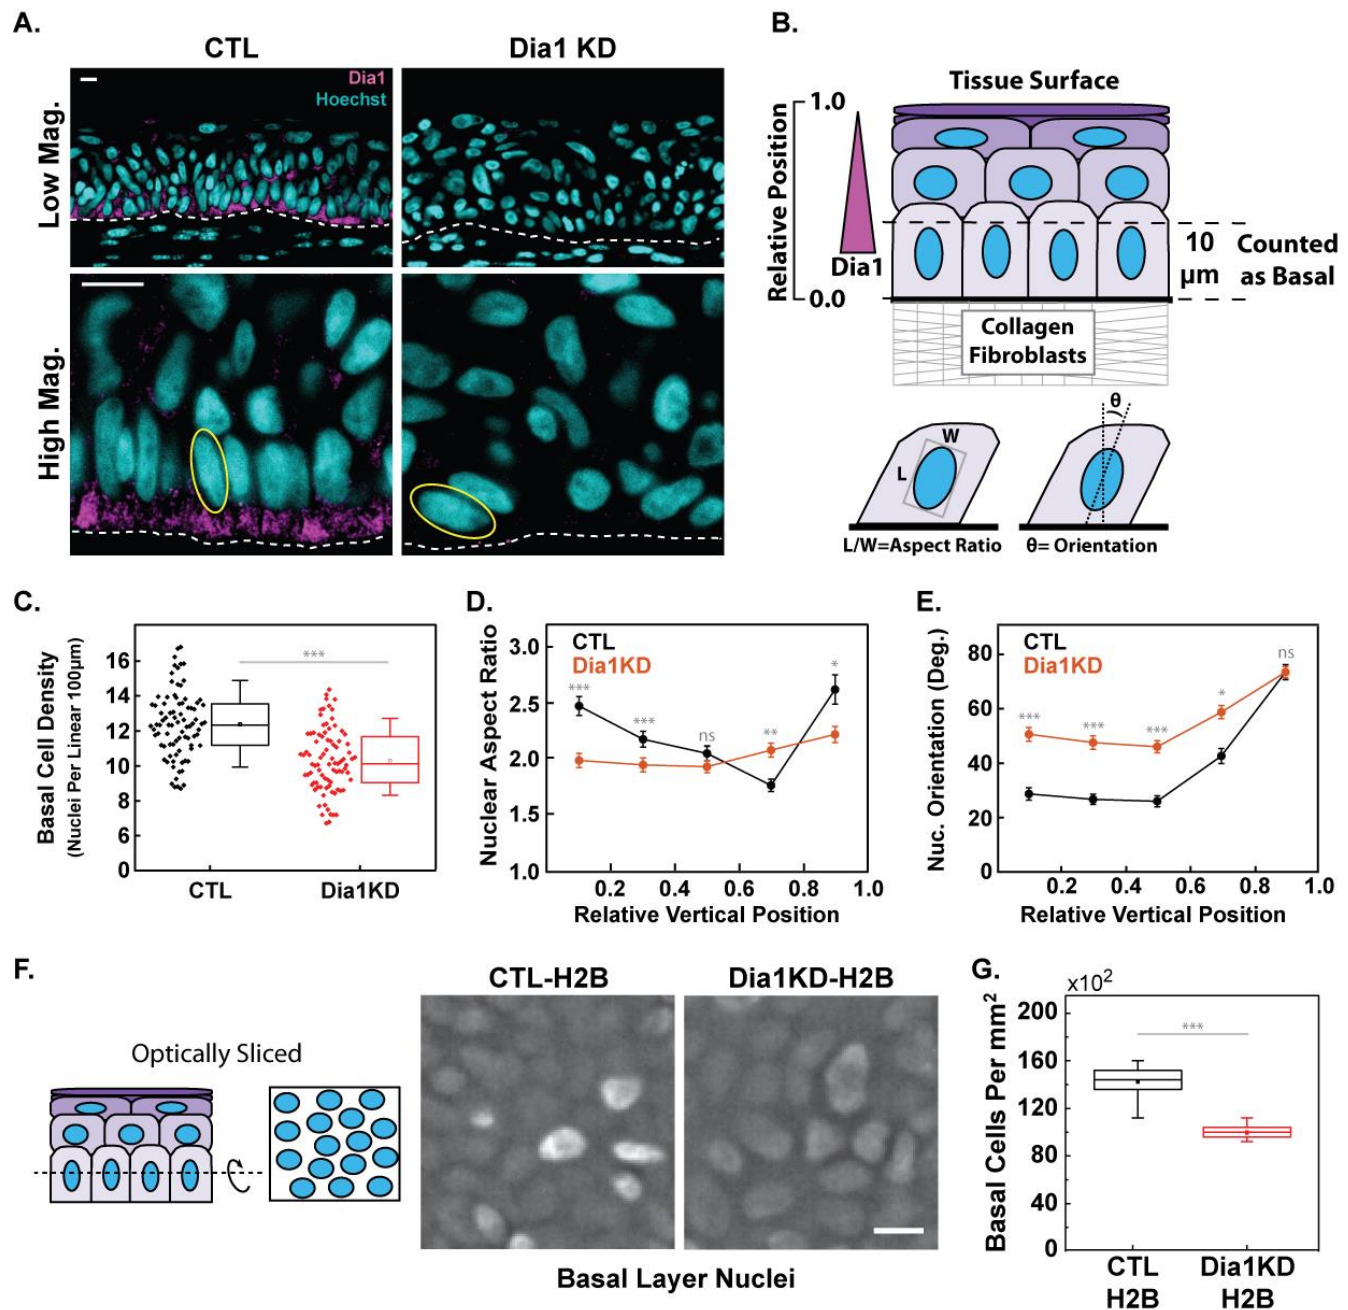 A.
CTL
Dia1 KD
Low Mag.
Dia1
Hoechst
High Mag.
B.
Tissue Surface
Relative Position
1.0
0.0
Dia1
10
µm
Counted
as Basal
Collagen
Fibroblasts
W
L
θ
L/W=Aspect Ratio
θ= Orientation
C.
Basal Cell Density
(Nuclei Per Linear 100µm)
16
14
12
10
8
6
0
***
CTL
Dia1KD
D.
Nuclear Aspect Ratio
3.0
2.5
2.0
1.5
1.0
CTL
Dia1KD
***
***
ns
**
*
0.2
0.4
0.6
0.8
1.0
Relative Vertical Position
E.
Nuc. Orientation (Deg.)
80
60
40
20
0
CTL
Dia1KD
***
***
***
*
ns
0.2
0.4
0.6
0.8
1.0
Relative Vertical Position
F.
Optically Sliced
CTL-H2B
Dia1KD-H2B
Basal Layer Nuclei
G.
x10²
Basal Cells Per mm²
200
160
120
80
40
0
***
CTL
H2B
Dia1KD
H2B